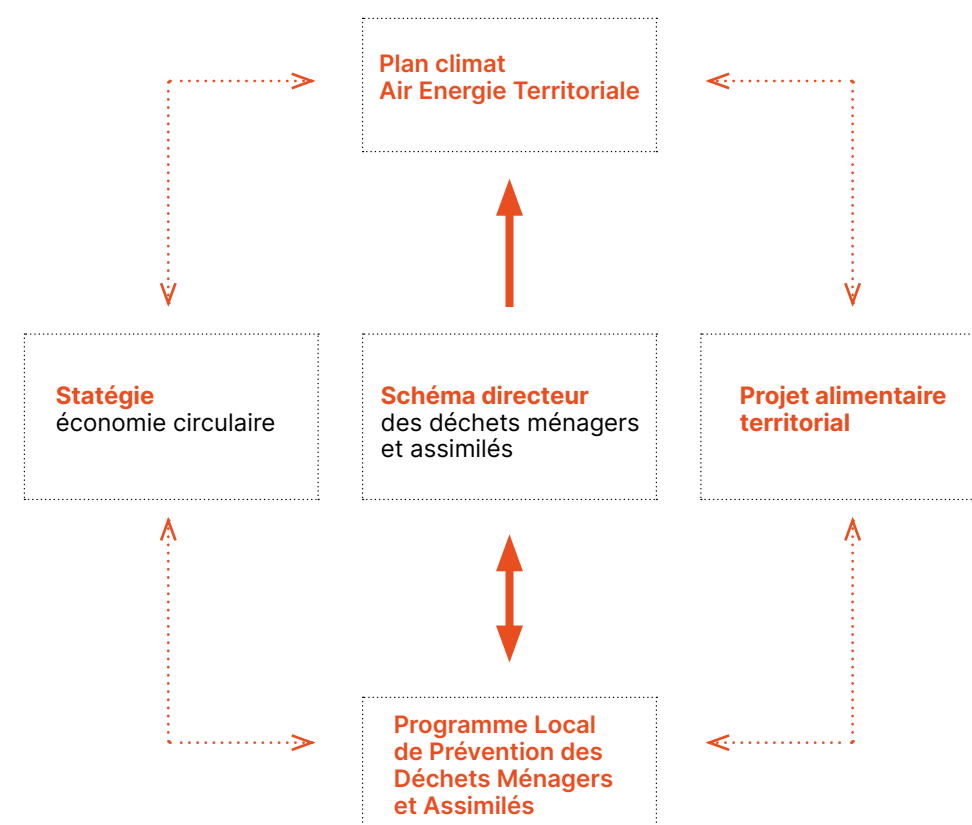 Plan climat
Air Energie Territoriale
Statégie
économie circulaire
Schéma directeur
des déchets ménagers
et assimilés
Projet alimentaire
territorial
Programme Local
de Prévention des
Déchets Ménagers
et Assimilés